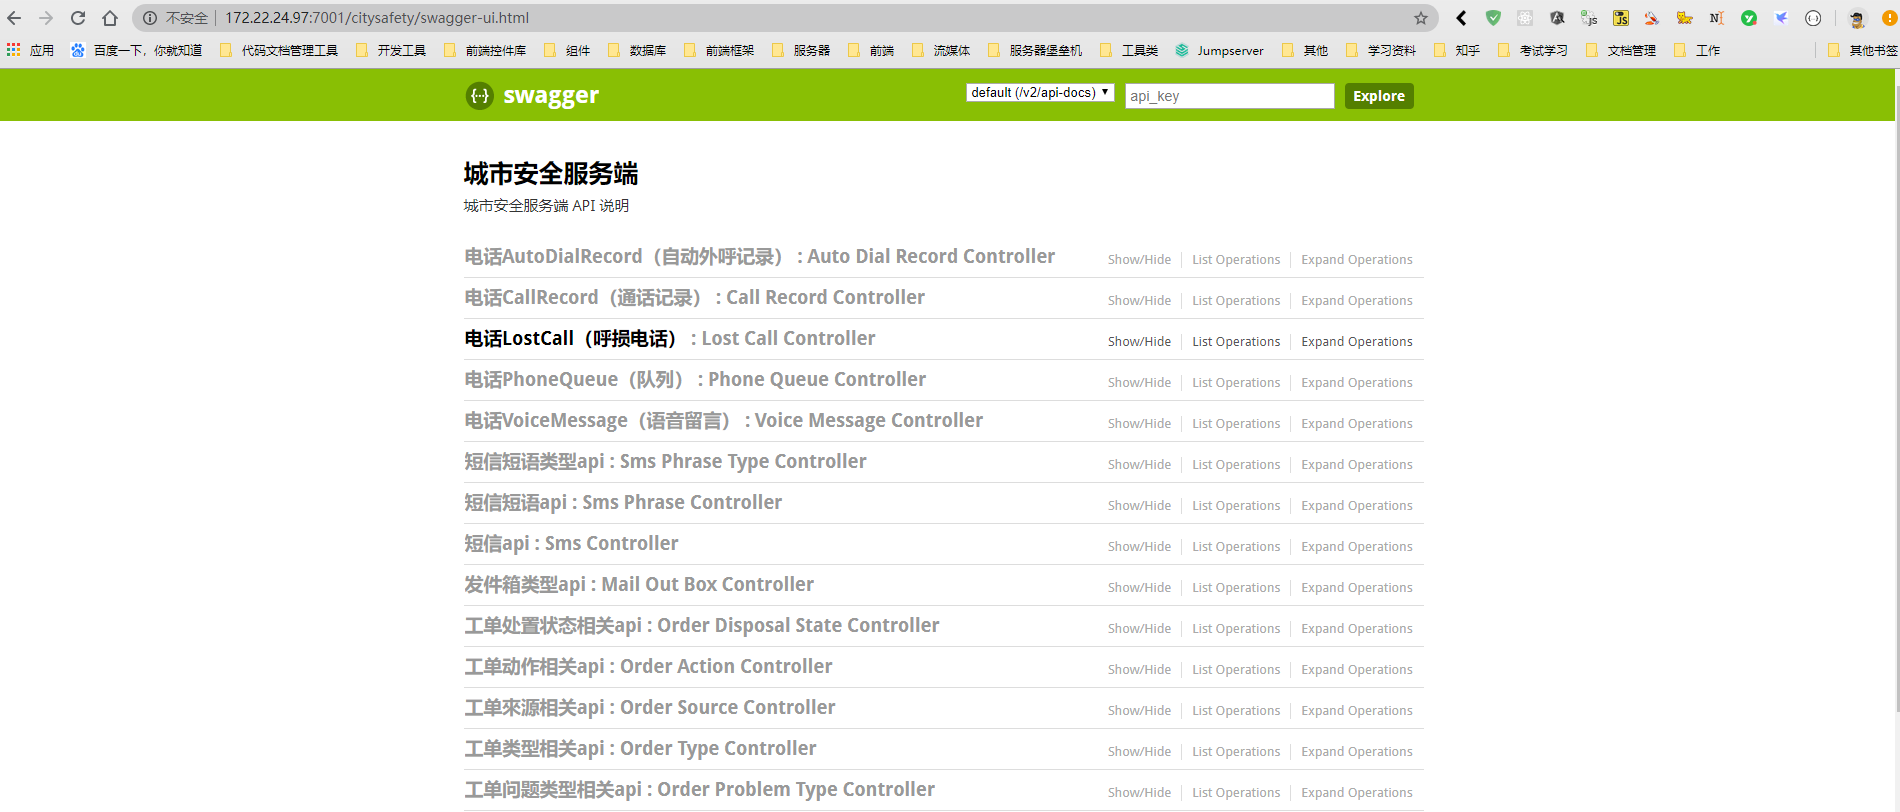 不安全 172.22.24.97:7001/citysafety/swagger-ui.html
应用 百度一下，你就知道 代码文档管理工具 开发工具 前端控件库 组件 数据库 前端框架 服务器 前端 流媒体 服务器堡垒机 工具类 Jumpserver 其他 学习资料 知乎 考试学习 文档管理 工作 其他书签
{··} swagger default (/v2/api-docs) api_key Explore
城市安全服务端
城市安全服务端 API 说明
电话AutoDialRecord（自动外呼记录） : Auto Dial Record Controller Show/Hide List Operations Expand Operations
电话CallRecord（通话记录） : Call Record Controller Show/Hide List Operations Expand Operations
电话LostCall（呼损电话） : Lost Call Controller Show/Hide List Operations Expand Operations
电话PhoneQueue（队列） : Phone Queue Controller Show/Hide List Operations Expand Operations
电话VoiceMessage（语音留言） : Voice Message Controller Show/Hide List Operations Expand Operations
短信短语类型api : Sms Phrase Type Controller Show/Hide List Operations Expand Operations
短信短语api : Sms Phrase Controller Show/Hide List Operations Expand Operations
短信api : Sms Controller Show/Hide List Operations Expand Operations
发件箱类型api : Mail Out Box Controller Show/Hide List Operations Expand Operations
工单处置状态相关api : Order Disposal State Controller Show/Hide List Operations Expand Operations
工单动作相关api : Order Action Controller Show/Hide List Operations Expand Operations
工单來源相关api : Order Source Controller Show/Hide List Operations Expand Operations
工单类型相关api : Order Type Controller Show/Hide List Operations Expand Operations
工单问题类型相关api : Order Problem Type Controller Show/Hide List Operations Expand Operations